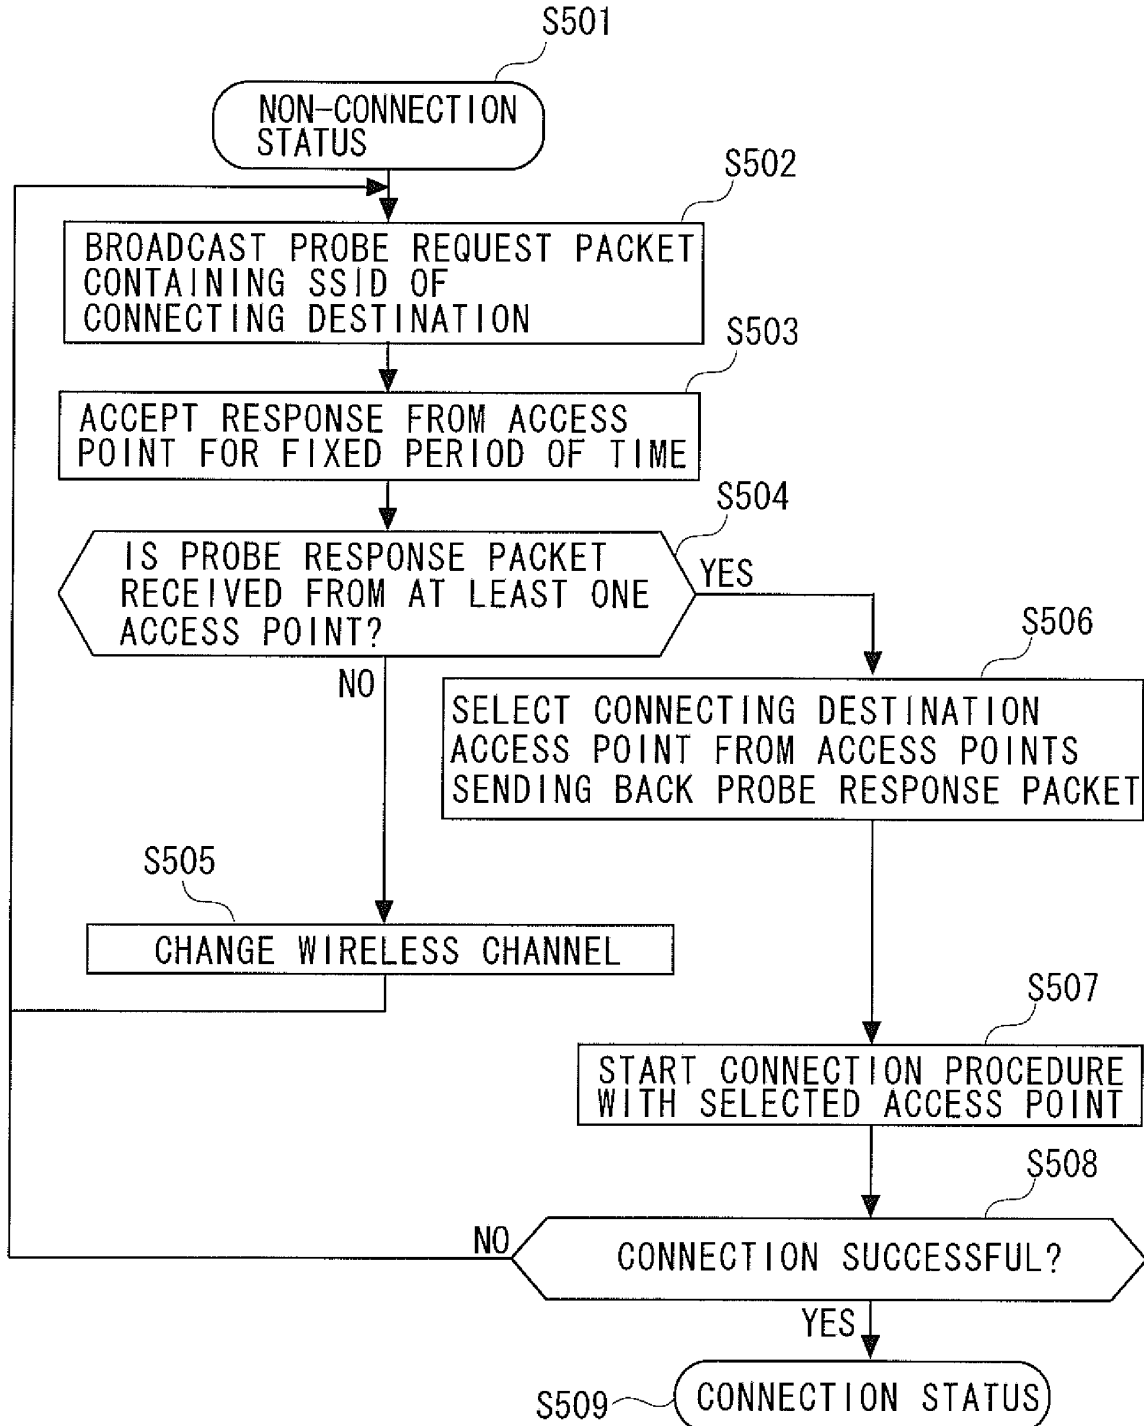 S501
NON-CONNECTION
STATUS
S502
BROADCAST PROBE REQUEST PACKET
CONTAINING SSID OF
CONNECTING DESTINATION
S503
ACCEPT RESPONSE FROM ACCESS
POINT FOR FIXED PERIOD OF TIME
S504
IS PROBE RESPONSE PACKET
RECEIVED FROM AT LEAST ONE
ACCESS POINT?
YES
NO
S506
SELECT CONNECTING DESTINATION
ACCESS POINT FROM ACCESS POINTS
SENDING BACK PROBE RESPONSE PACKET
S505
CHANGE WIRELESS CHANNEL
S507
START CONNECTION PROCEDURE
WITH SELECTED ACCESS POINT
S508
NO
CONNECTION SUCCESSFUL?
YES
S509
CONNECTION STATUS